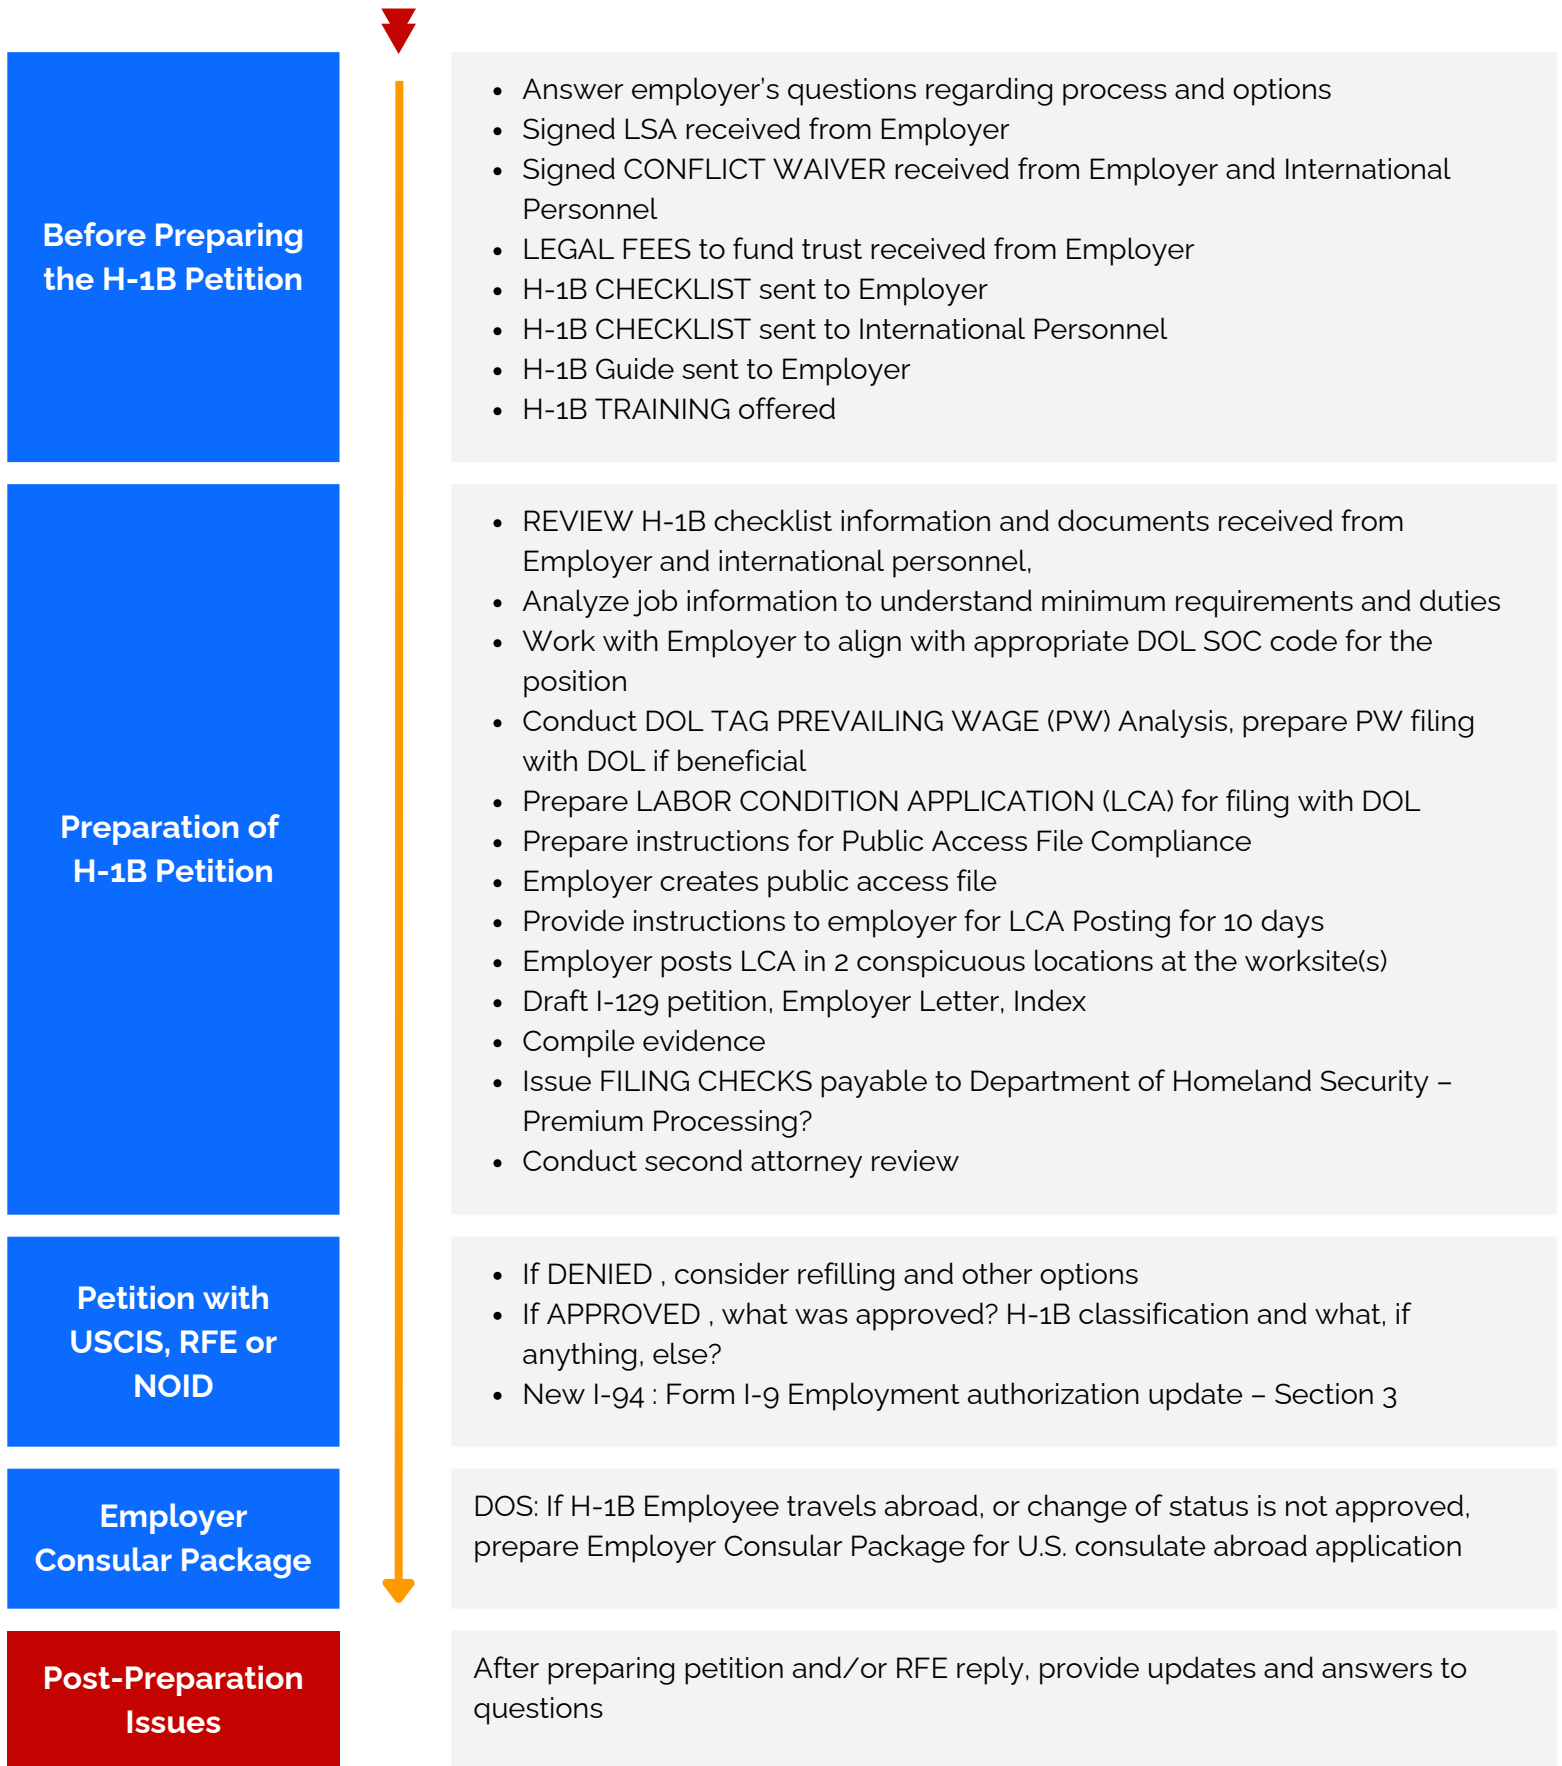 Before Preparing
the H-1B Petition
• Answer employer's questions regarding process and options
• Signed LSA received from Employer
• Signed CONFLICT WAIVER received from Employer and International
Personnel
• LEGAL FEES to fund trust received from Employer
• H-1B CHECKLIST sent to Employer
• H-1B CHECKLIST sent to International Personnel
• H-1B Guide sent to Employer
• H-1B TRAINING offered
Preparation of
H-1B Petition
• REVIEW H-1B checklist information and documents received from
Employer and international personnel,
• Analyze job information to understand minimum requirements and duties
• Work with Employer to align with appropriate DOL SOC code for the
position
• Conduct DOL TAG PREVAILING WAGE (PW) Analysis, prepare PW filing
with DOL if beneficial
• Prepare LABOR CONDITION APPLICATION (LCA) for filing with DOL
• Prepare instructions for Public Access File Compliance
• Employer creates public access file
• Provide instructions to employer for LCA Posting for 10 days
• Employer posts LCA in 2 conspicuous locations at the worksite(s)
• Draft I-129 petition, Employer Letter, Index
• Compile evidence
• Issue FILING CHECKS payable to Department of Homeland Security –
Premium Processing?
• Conduct second attorney review
Petition with
USCIS, RFE or
NOID
• If DENIED , consider refilling and other options
• If APPROVED , what was approved? H-1B classification and what, if
anything, else?
• New I-94 : Form I-9 Employment authorization update – Section 3
Employer
Consular Package
DOS: If H-1B Employee travels abroad, or change of status is not approved,
prepare Employer Consular Package for U.S. consulate abroad application
Post-Preparation
Issues
After preparing petition and/or RFE reply, provide updates and answers to
questions